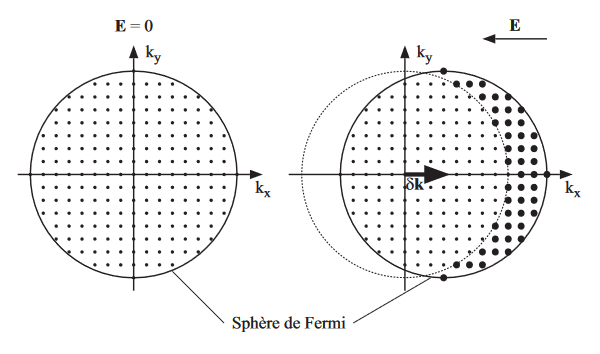 E = 0
E
k_y
k_y
δk
k_x
k_x
Sphère de Fermi